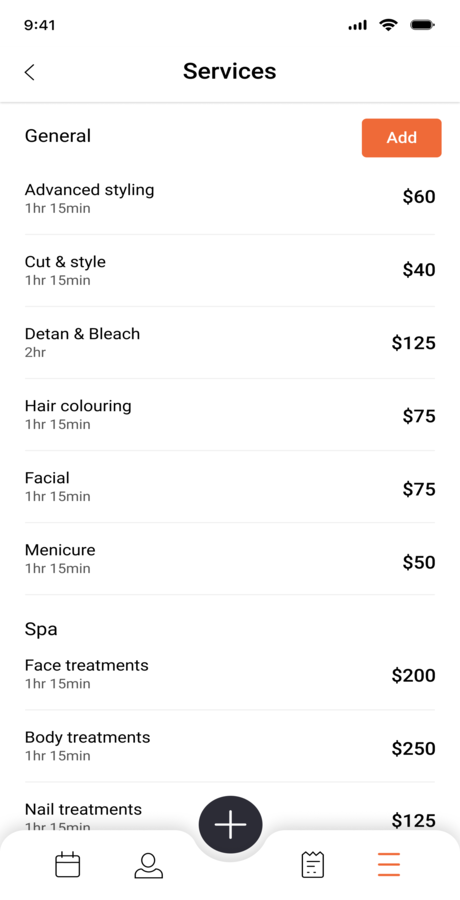 9:41
Services
General
Add
Advanced styling
1hr 15min
$60
Cut & style
1hr 15min
$40
Detan & Bleach
2hr
$125
Hair colouring
1hr 15min
$75
Facial
1hr 15min
$75
Menicure
1hr 15min
$50
Spa
Face treatments
1hr 15min
$200
Body treatments
1hr 15min
$250
Nail treatments
1hr 15min
$125